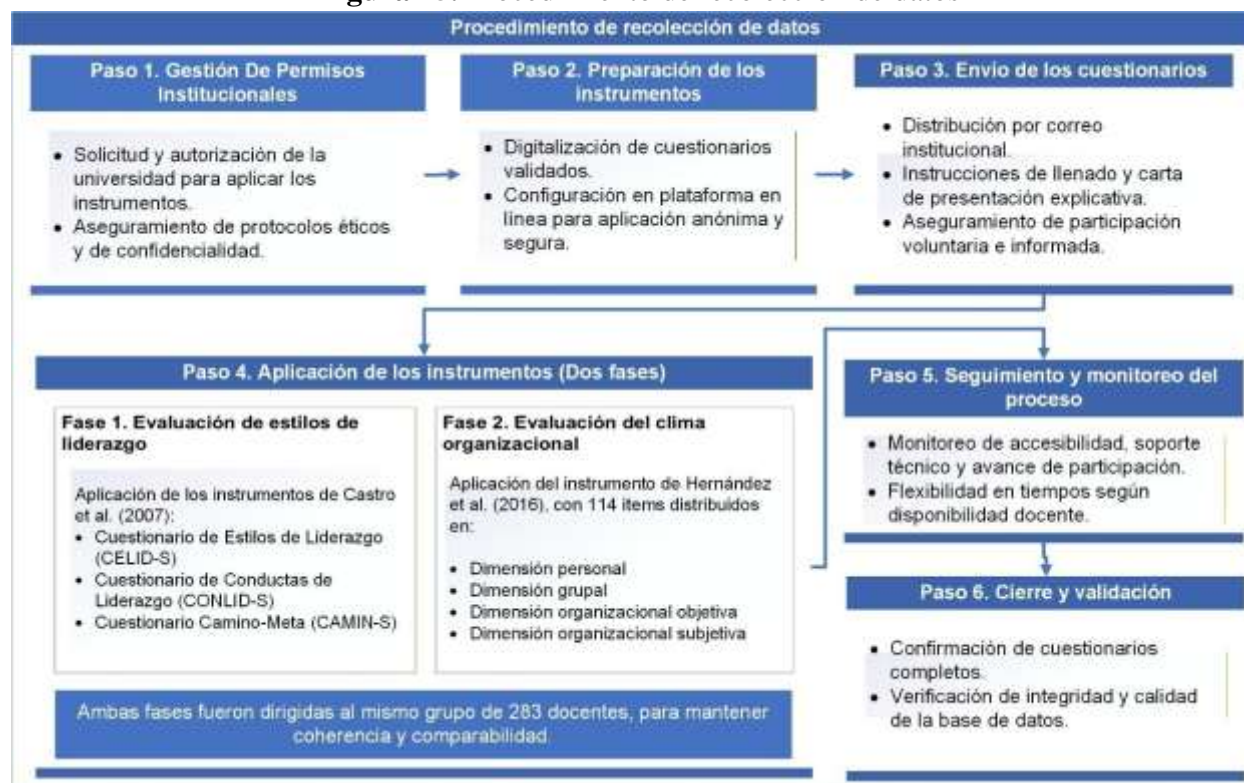 Procedimiento de recolección de datos
Paso 1. Gestión De Permisos
Institucionales
• Solicitud y autorización de la
universidad para aplicar los
instrumentos.
• Aseguramiento de protocolos éticos
y de confidencialidad.
Paso 2. Preparación de los
instrumentos
• Digitalización de cuestionarios
validados.
• Configuración en plataforma en
línea para aplicación anónima y
segura.
Paso 3. Envío de los cuestionarios
• Distribución por correo
institucional.
• Instrucciones de llenado y carta
de presentación explicativa.
• Aseguramiento de participación
voluntaria e informada.
Paso 4. Aplicación de los instrumentos (Dos fases)
Fase 1. Evaluación de estilos de
liderazgo
Aplicación de los instrumentos de Castro
et al. (2007):
• Cuestionario de Estilos de Liderazgo
(CELID-S)
• Cuestionario de Conductas de
Liderazgo (CONLID-S)
• Cuestionario Camino-Meta (CAMIN-S)
Fase 2. Evaluación del clima
organizacional
Aplicación del instrumento de Hernández
et al. (2016), con 114 items distribuidos
en:
• Dimensión personal
• Dimensión grupal
• Dimensión organizacional objetiva
• Dimensión organizacional subjetiva
Ambas fases fueron dirigidas al mismo grupo de 283 docentes, para mantener
coherencia y comparabilidad.
Paso 5. Seguimiento y monitoreo del
proceso
• Monitoreo de accesibilidad, soporte
técnico y avance de participación.
• Flexibilidad en tiempos según
disponibilidad docente.
Paso 6. Cierre y validación
• Confirmación de cuestionarios
completos.
• Verificación de integridad y calidad
de la base de datos.